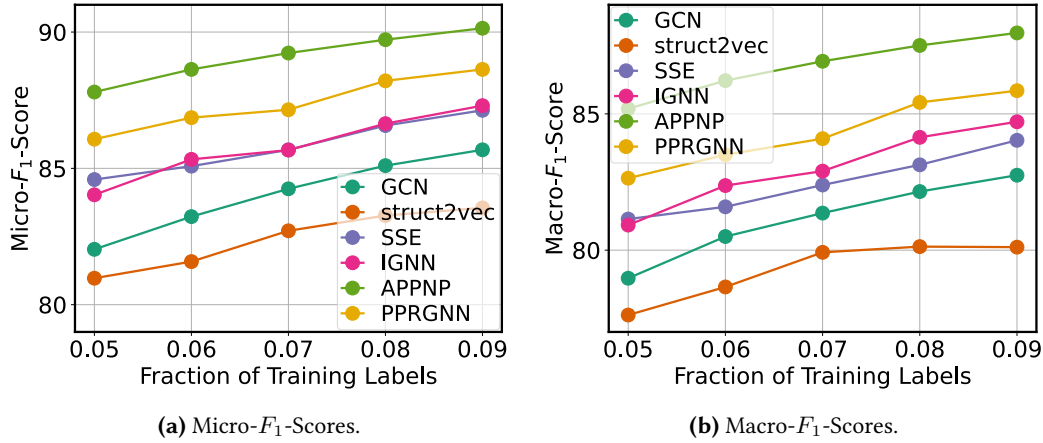 90
85
80
Micro-F₁-Score
GCN
struct2vec
SSE
IGNN
APPNP
PPRGNN
0.05 0.06 0.07 0.08 0.09
Fraction of Training Labels
(a) Micro-F₁-Scores.
85
80
Macro-F₁-Score
GCN
struct2vec
SSE
IGNN
APPNP
PPRGNN
0.05 0.06 0.07 0.08 0.09
Fraction of Training Labels
(b) Macro-F₁-Scores.